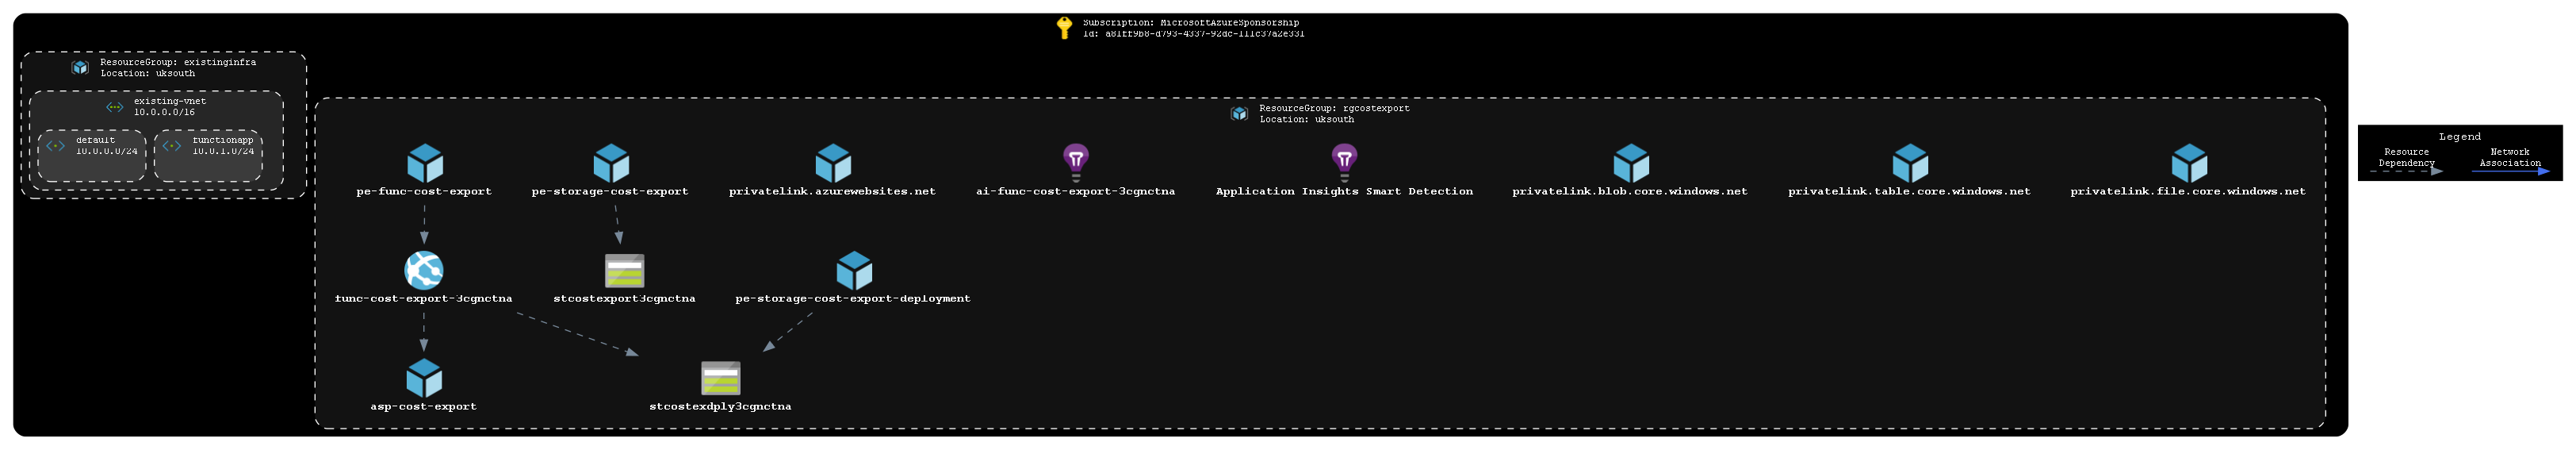 Subscription: MicrosoftAzureSponsorship
Id: a81ff9b8-d793-4337-92dc-111c37a2e331
ResourceGroup: existinginfra
Location: uksouth
existing-vnet
10.0.0.0/16
default
10.0.0.0/24
functionapp
10.0.1.0/24
ResourceGroup: rgcostexport
Location: uksouth
pe-func-cost-export
pe-storage-cost-export
privatelink.azurewebsites.net
ai-func-cost-export-3cgnctna
Application Insights Smart Detection
privatelink.blob.core.windows.net
privatelink.table.core.windows.net
privatelink.file.core.windows.net
func-cost-export-3cgnctna
stcostexport3cgnctna
pe-storage-cost-export-deployment
asp-cost-export
stcostexdply3cgnctna
Legend
Resource
Dependency
Network
Association